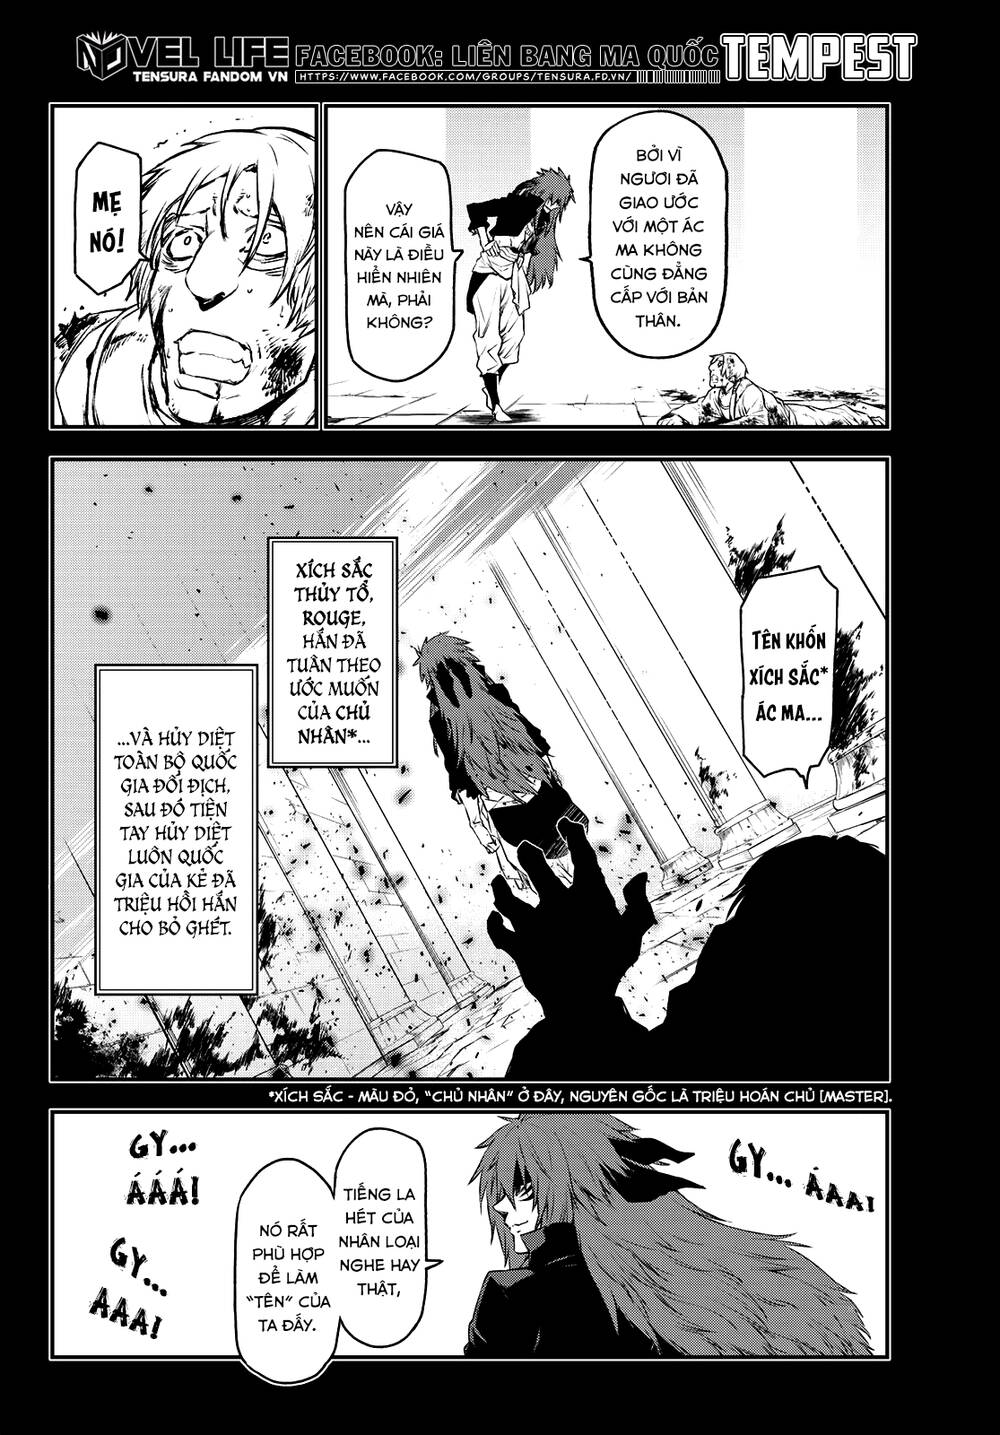 NOVEL LIFE
TENSURA FANDOM VN
FACEBOOK: LIÊN BANG MA QUỐC
HTTPS://WWW.FACEBOOK.COM/GROUPS/TENSURA.FD.VN/
TEMPEST
BỞI VÌ
NGƯƠI ĐÃ
GIAO ƯỚC
VỚI MỘT ÁC
MA KHÔNG
CÙNG ĐẲNG
CẤP VỚI BẢN
THÂN.
VẬY
NÊN CÁI GIÁ
NÀY LÀ ĐIỀU
HIỂN NHIÊN
MÀ, PHẢI
KHÔNG?
MẸ
NÓ!
TÊN KHỐN
XÍCH SẮC*
ÁC MA...
XÍCH SẮC
THỦY TỔ,
ROUGE,
HẮN ĐÃ
TUÂN THEO
ƯỚC MUỐN
CỦA CHỦ
NHÂN*...
...VÀ HỦY DIỆT
TOÀN BỘ QUỐC
GIA ĐỐI ĐỊCH,
SAU ĐÓ TIỆN
TAY HỦY DIỆT
LUÔN QUỐC
GIA CỦA KẺ ĐÃ
TRIỆU HỒI HẮN
CHO BỎ GHÉT.
*XÍCH SẮC - MÀU ĐỎ, "CHỦ NHÂN" Ở ĐÂY, NGUYÊN GỐC LÀ TRIỆU HOÁN CHỦ [MASTER].
GY... ÁAA!
TIẾNG LA
HÉT CỦA
NHÂN LOẠI
NGHE HAY
THẬT,
NÓ RẤT
PHÙ HỢP
ĐỂ LÀM
"TÊN" CỦA
TA ĐẤY.
GY...
ÁÁÁ!
GY...
AAA!